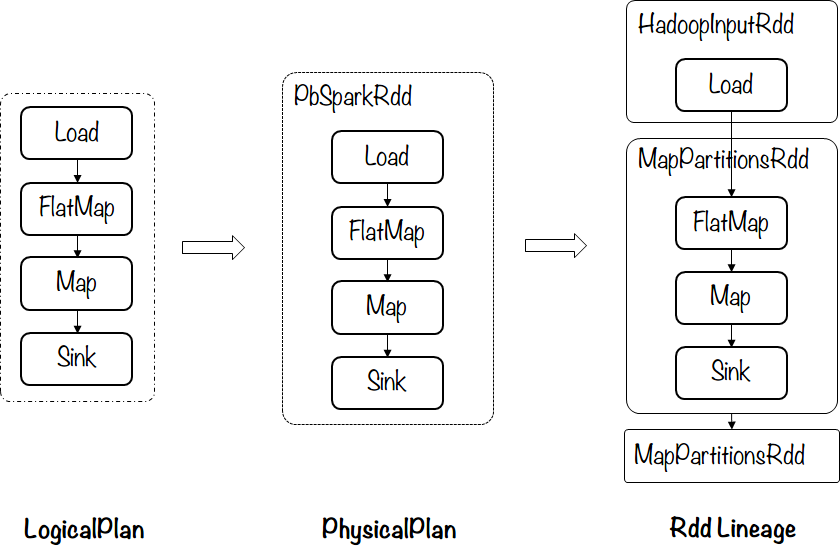 Load
FlatMap
Map
Sink
LogicalPlan
PbSparkRdd
Load
FlatMap
Map
Sink
PhysicalPlan
HadoopInputRdd
Load
MapPartitionsRdd
FlatMap
Map
Sink
MapPartitionsRdd
Rdd Lineage